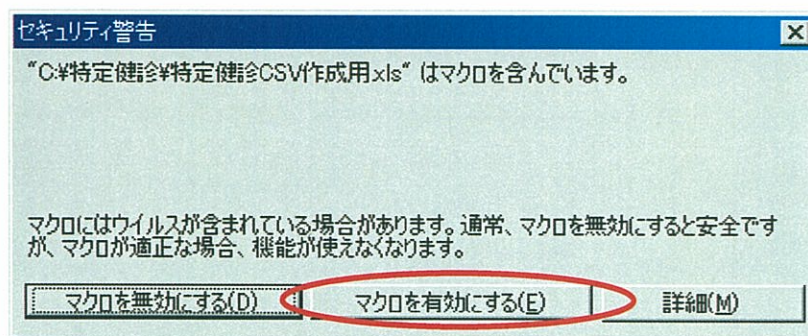 セキュリティ警告
"C:¥特定健診¥特定健診CSV作成用.xls" はマクロを含んでいます。
マクロにはウイルスが含まれている場合があります。通常、マクロを無効にすると安全です
が、マクロが適正な場合、機能が使えなくなります。
マクロを無効にする(D) マクロを有効にする(E) 詳細(M)